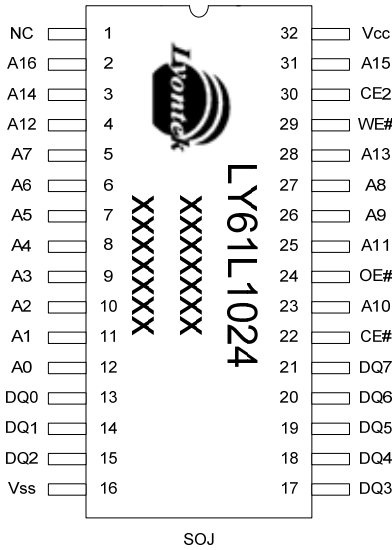 NC 1 32 Vcc
A16 2 31 A15
A14 3 30 CE2
A12 4 29 WE#
A7 5 28 A13
A6 6 27 A8
A5 7 26 A9
A4 8 25 A11
A3 9 24 OE#
A2 10 23 A10
A1 11 22 CE#
A0 12 21 DQ7
DQ0 13 20 DQ6
DQ1 14 19 DQ5
DQ2 15 18 DQ4
Vss 16 17 DQ3
Lyontek
LY61L1024
XXXXXXX
XXXXXXX
SOJ